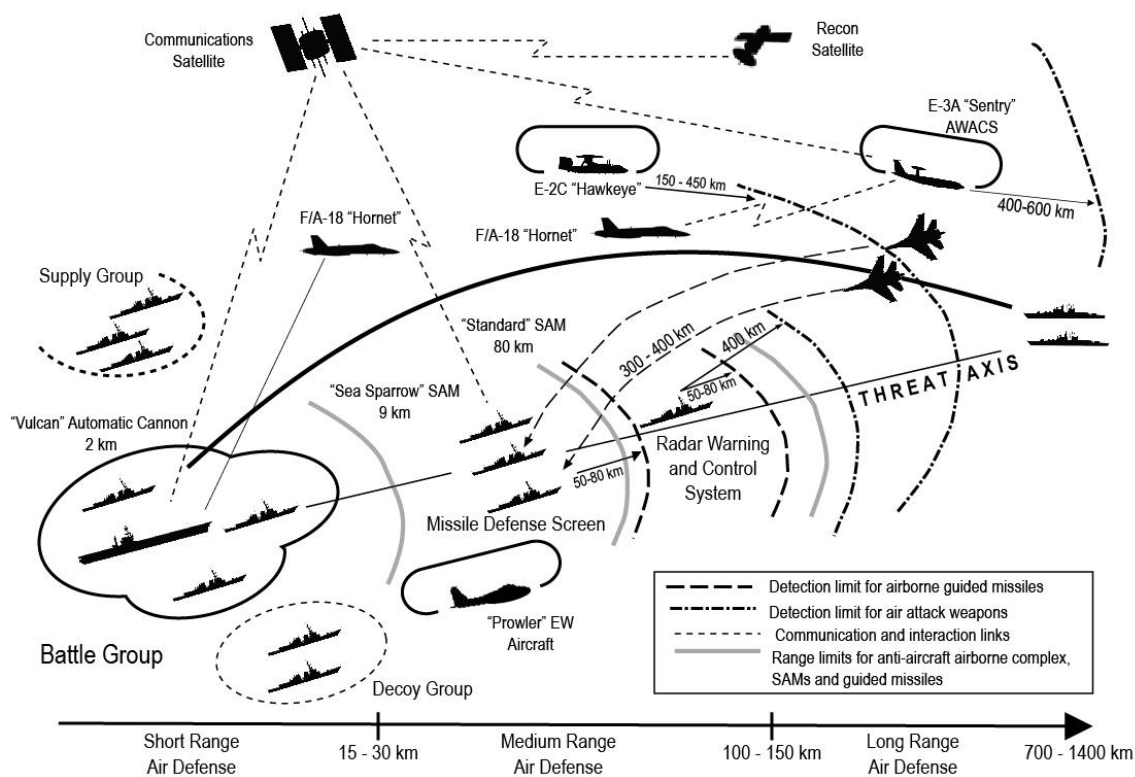 Communications
Satellite
Recon
Satellite
E-3A “Sentry”
AWACS
E-2C “Hawkeye”
150 - 450 km
400-600 km
F/A-18 “Hornet”
F/A-18 “Hornet”
Supply Group
“Standard” SAM
80 km
300 - 400 km
400 km
50-80 km
THREAT AXIS
“Sea Sparrow” SAM
9 km
“Vulcan” Automatic Cannon
2 km
Radar Warning
and Control
System
50-80 km
Missile Defense Screen
“Prowler” EW
Aircraft
Battle Group
Decoy Group
Detection limit for airborne guided missiles
Detection limit for air attack weapons
Communication and interaction links
Range limits for anti-aircraft airborne complex,
SAMs and guided missiles
Short Range
Air Defense
15 - 30 km
Medium Range
Air Defense
100 - 150 km
Long Range
Air Defense
700 - 1400 km